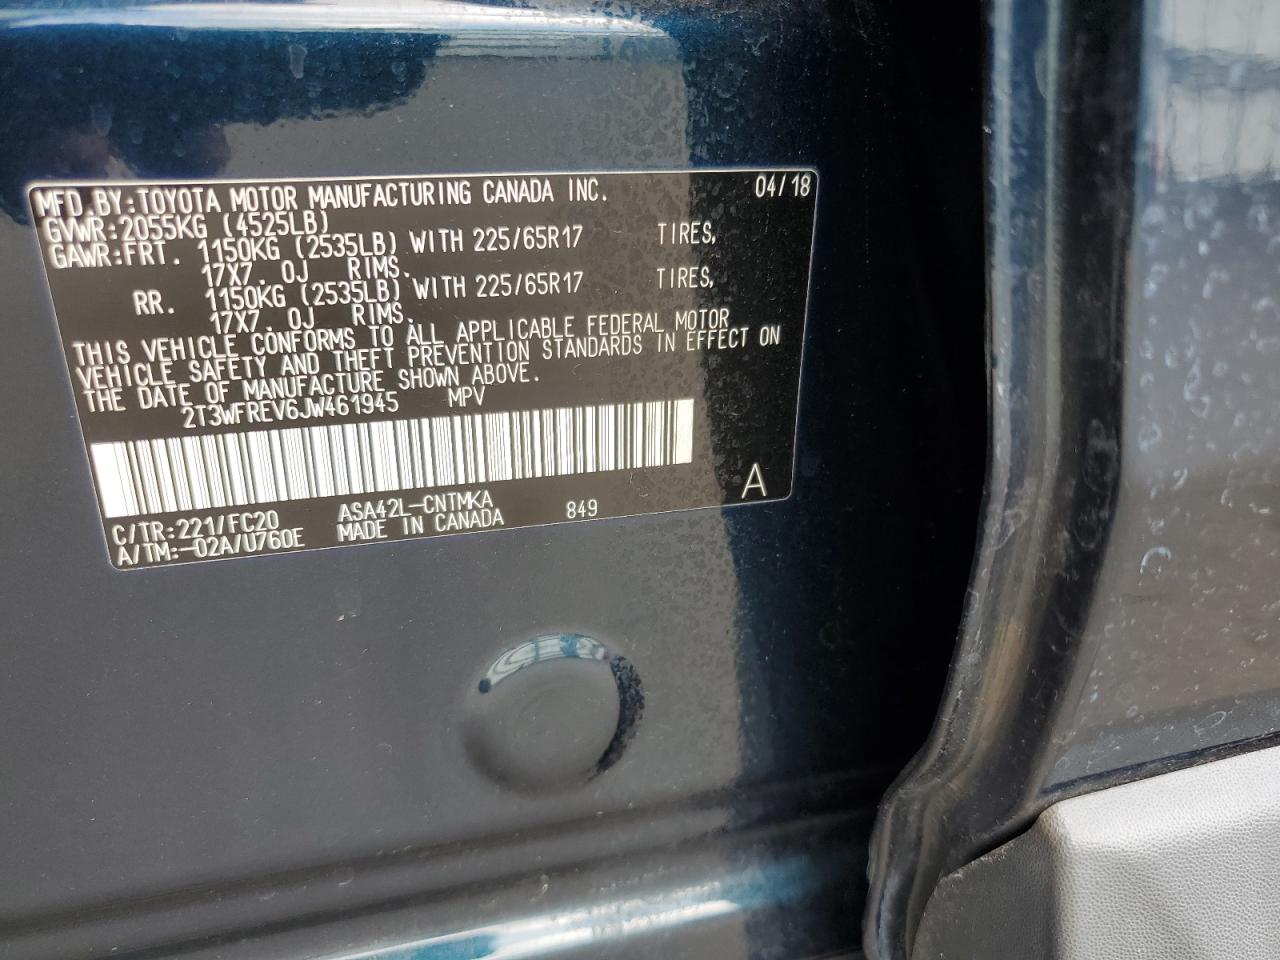 MFD.BY:TOYOTA MOTOR MANUFACTURING CANADA INC. 04/18
GVWR:2055KG (4525LB)
GAWR:FRT. 1150KG (2535LB) WITH 225/65R17 TIRES,
17X7.0J RIMS.
RR. 1150KG (2535LB) WITH 225/65R17 TIRES,
17X7.0J RIMS.
THIS VEHICLE CONFORMS TO ALL APPLICABLE FEDERAL MOTOR
VEHICLE SAFETY AND THEFT PREVENTION STANDARDS IN EFFECT ON
THE DATE OF MANUFACTURE SHOWN ABOVE.
2T3WFREV6JW461945 MPV
A
C/TR:221/FC20 ASA42L-CNTMKA 849
A/TM:-02A/U760E MADE IN CANADA